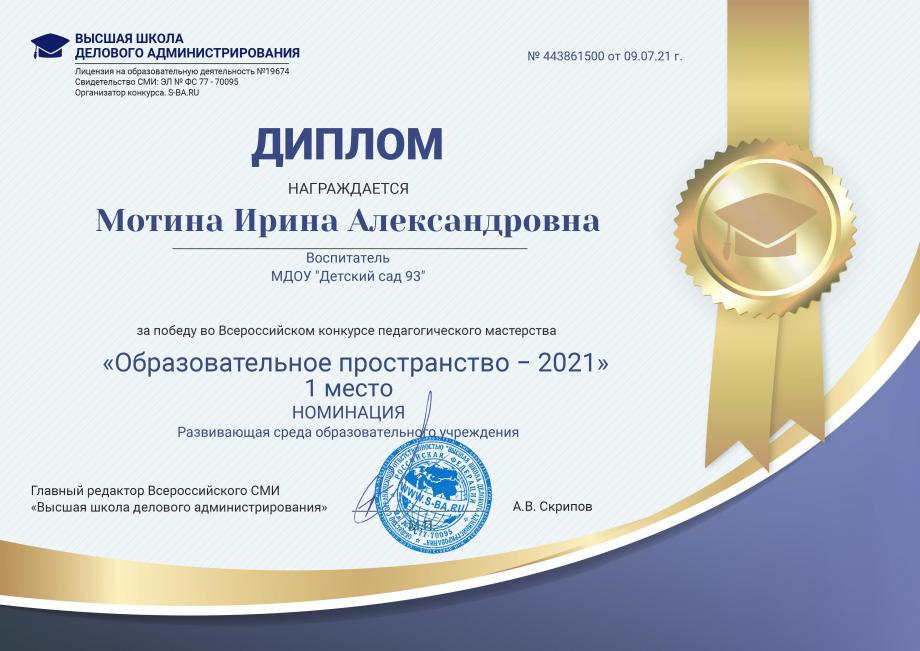 ВЫСШАЯ ШКОЛА
ДЕЛОВОГО АДМИНИСТРИРОВАНИЯ
Лицензия на образовательную деятельность №19674
Свидетельство СМИ: ЭЛ № ФС 77 - 70095
Организатор конкурса. S-BA.RU
№ 443861500 от 09.07.21 г.
ДИПЛОМ
НАГРАЖДАЕТСЯ
Мотина Ирина Александровна
Воспитатель
МДОУ "Детский сад 93"
за победу во Всероссийском конкурсе педагогического мастерства
«Образовательное пространство – 2021»
1 место
НОМИНАЦИЯ
Развивающая среда образовательного учреждения
Главный редактор Всероссийского СМИ
«Высшая школа делового администрирования»
А.В. Скрипов
РОССИЙСКАЯ ФЕДЕРАЦИЯ
WWW.S-BA.RU
М.П.